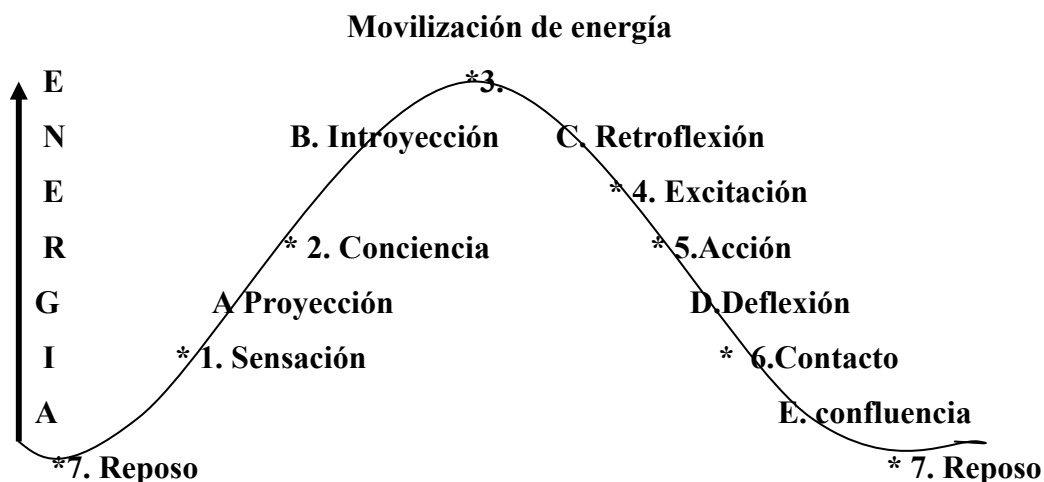 Movilización de energía
E *3.
N B. Introyección C. Retroflexión
E * 4. Excitación
R * 2. Conciencia * 5.Acción
G A Proyección D.Deflexión
I * 1. Sensación * 6.Contacto
A E. confluencia
*7. Reposo * 7. Reposo